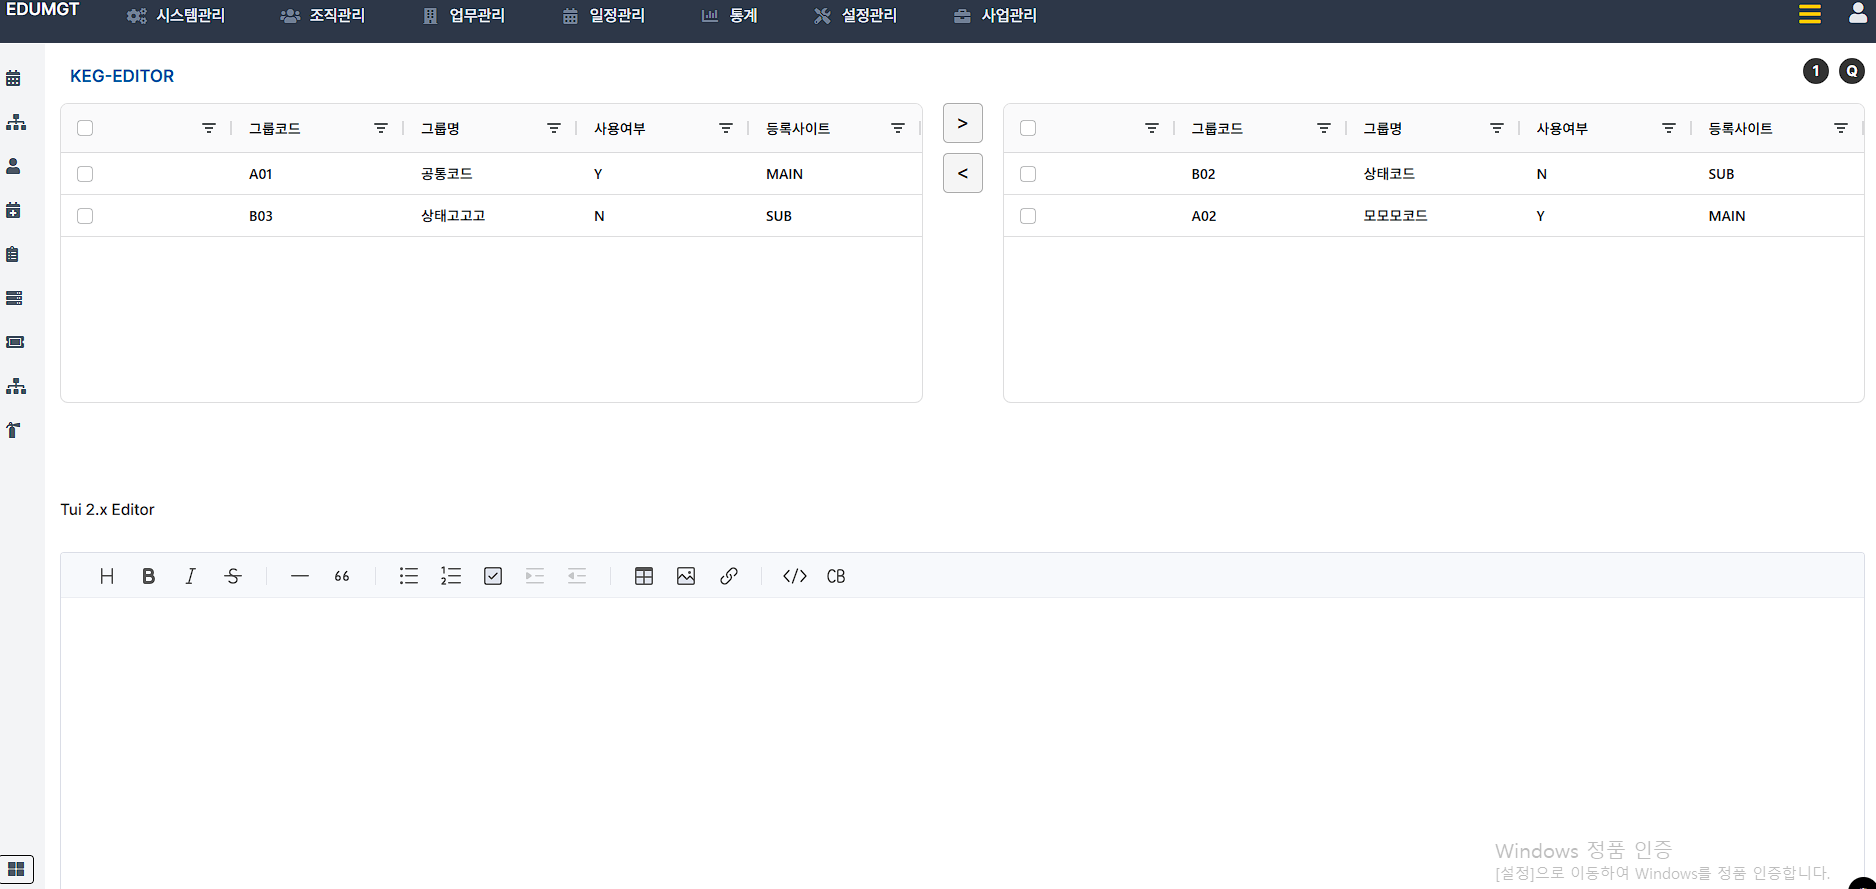 EDUMGT 시스템관리 조직관리 업무관리 일정관리 통계 설정관리 사업관리
KEG-EDITOR 1 Q
그룹코드 그룹명 사용여부 등록사이트
A01 공통코드 Y MAIN
B03 상태고고고 N SUB
>
<
그룹코드 그룹명 사용여부 등록사이트
B02 상태코드 N SUB
A02 모모모코드 Y MAIN
Tui 2.x Editor
H B I S 66 </> CB
Windows 정품 인증
[설정]으로 이동하여 Windows를 정품 인증합니다.